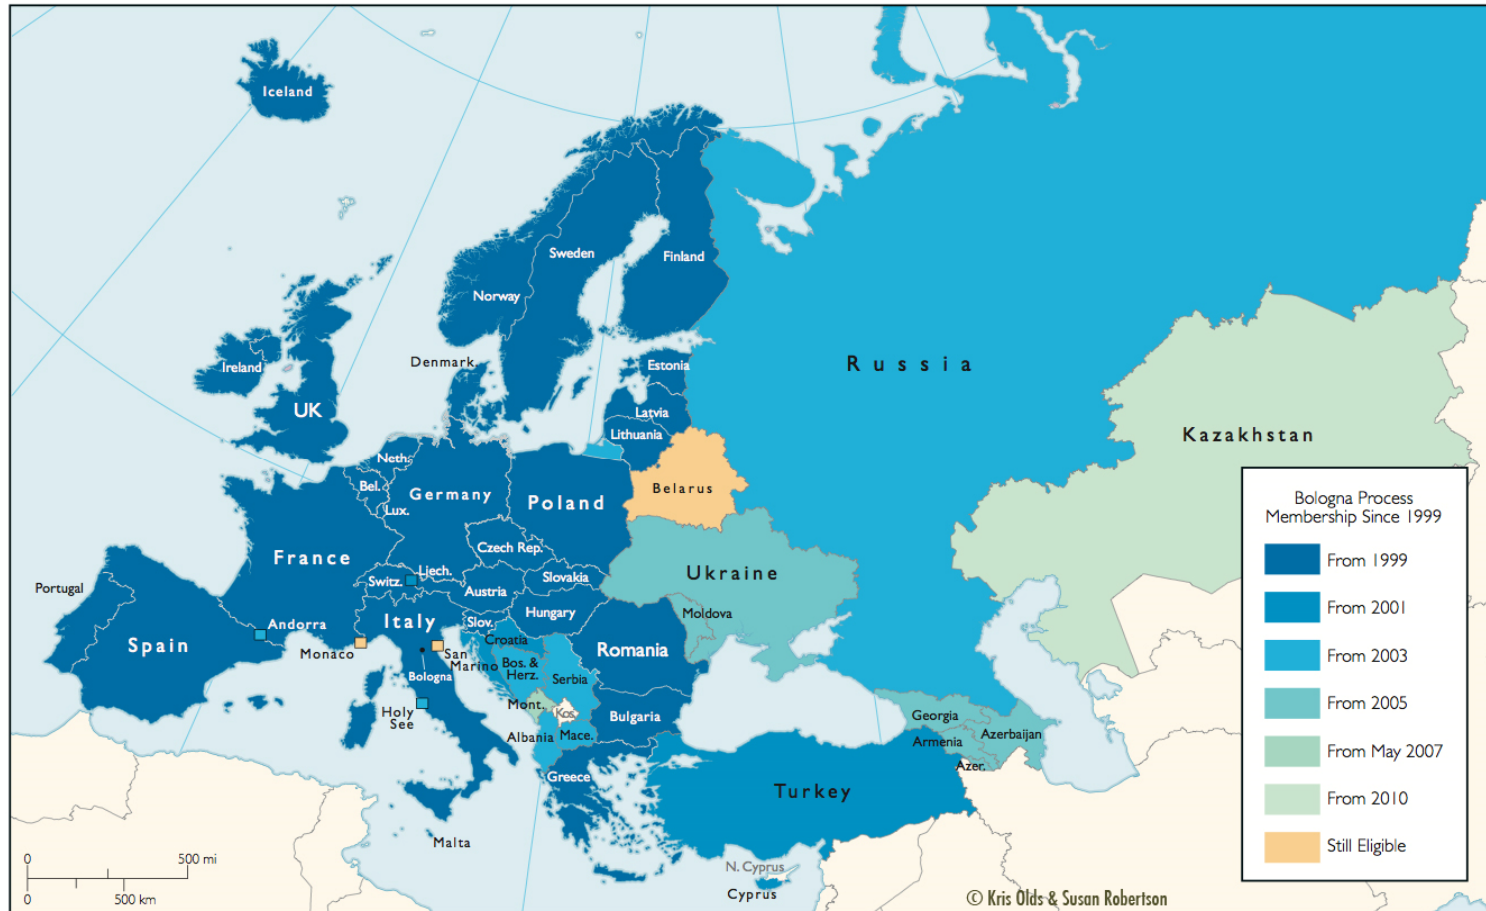 Iceland
Sweden
Finland
Norway
Denmark
Estonia
Ireland
Russia
UK
Latvia
Lithuania
Kazakhstan
Neth.
Bel.
Germany
Poland
Belarus
Lux.
France
Czech Rep.
Ukraine
Liech.
Switz.
Slovakia
Austria
Portugal
Hungary
Moldova
Andorra
Italy
Slov.
Spain
Croatia
Monaco
San
Marino
Romania
Bos. &
Herz.
Serbia
Bologna
Mont.
Kos.
Holy
See
Bulgaria
Georgia
Albania
Mace.
Armenia
Azerbaijan
Azer.
Greece
Turkey
Malta
N. Cyprus
Cyprus
0
500 mi
0
500 km
© Kris Olds & Susan Robertson
Bologna Process
Membership Since 1999
From 1999
From 2001
From 2003
From 2005
From May 2007
From 2010
Still Eligible